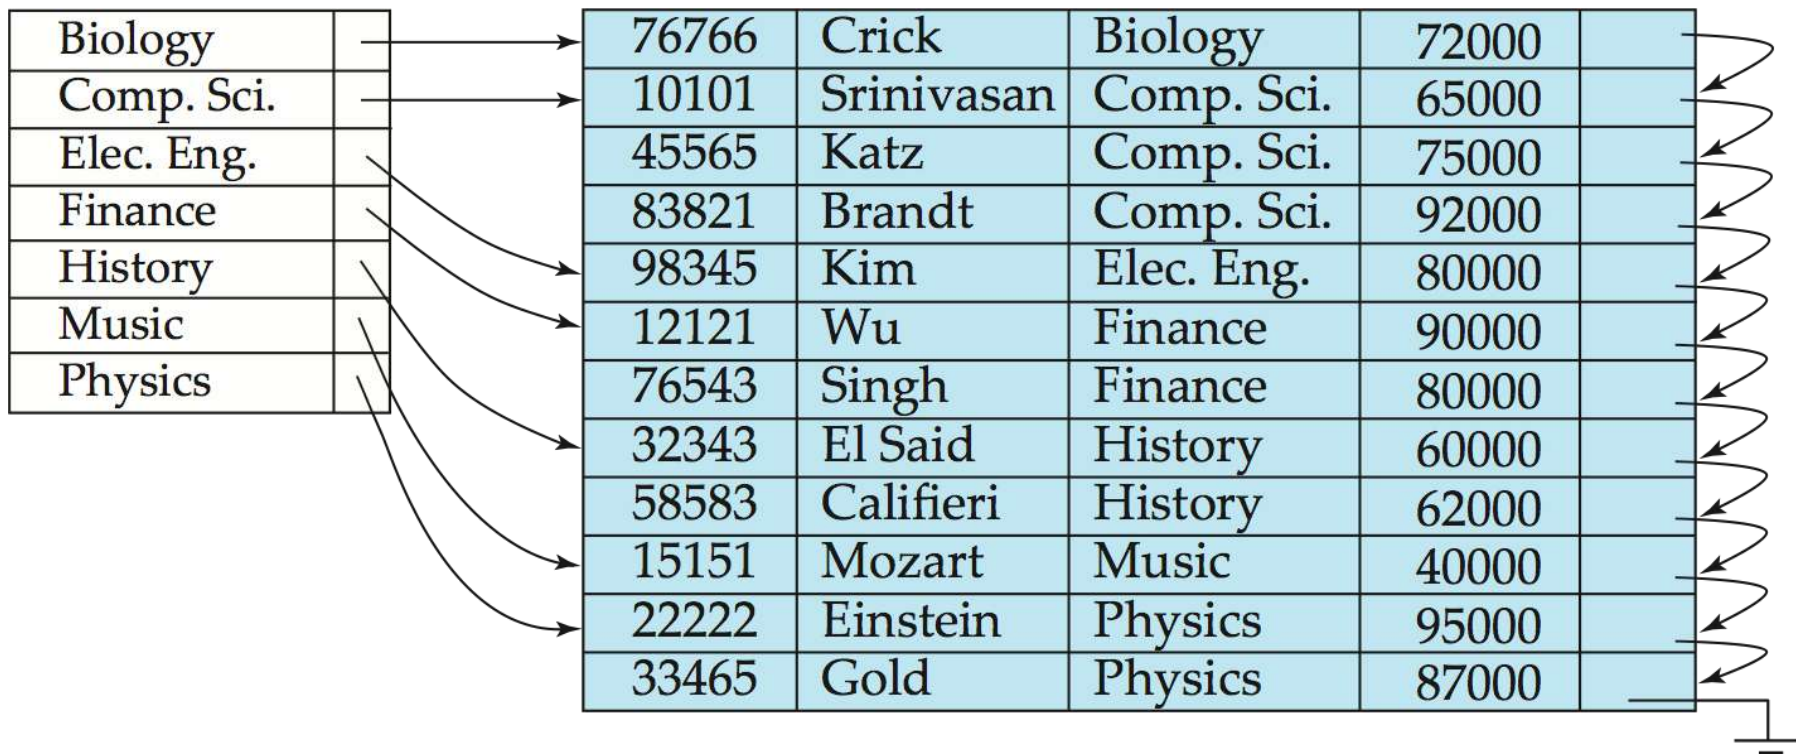 Biology
Comp. Sci.
Elec. Eng.
Finance
History
Music
Physics
76766 Crick Biology 72000
10101 Srinivasan Comp. Sci. 65000
45565 Katz Comp. Sci. 75000
83821 Brandt Comp. Sci. 92000
98345 Kim Elec. Eng. 80000
12121 Wu Finance 90000
76543 Singh Finance 80000
32343 El Said History 60000
58583 Califieri History 62000
15151 Mozart Music 40000
22222 Einstein Physics 95000
33465 Gold Physics 87000